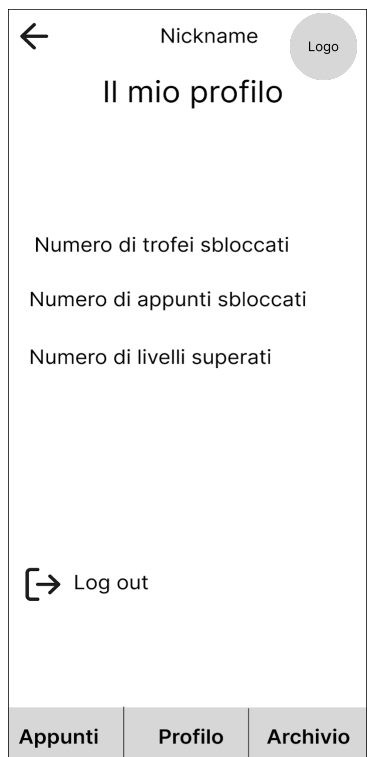 Nickname
Logo
Il mio profilo
Numero di trofei sbloccati
Numero di appunti sbloccati
Numero di livelli superati
Log out
Appunti Profilo Archivio